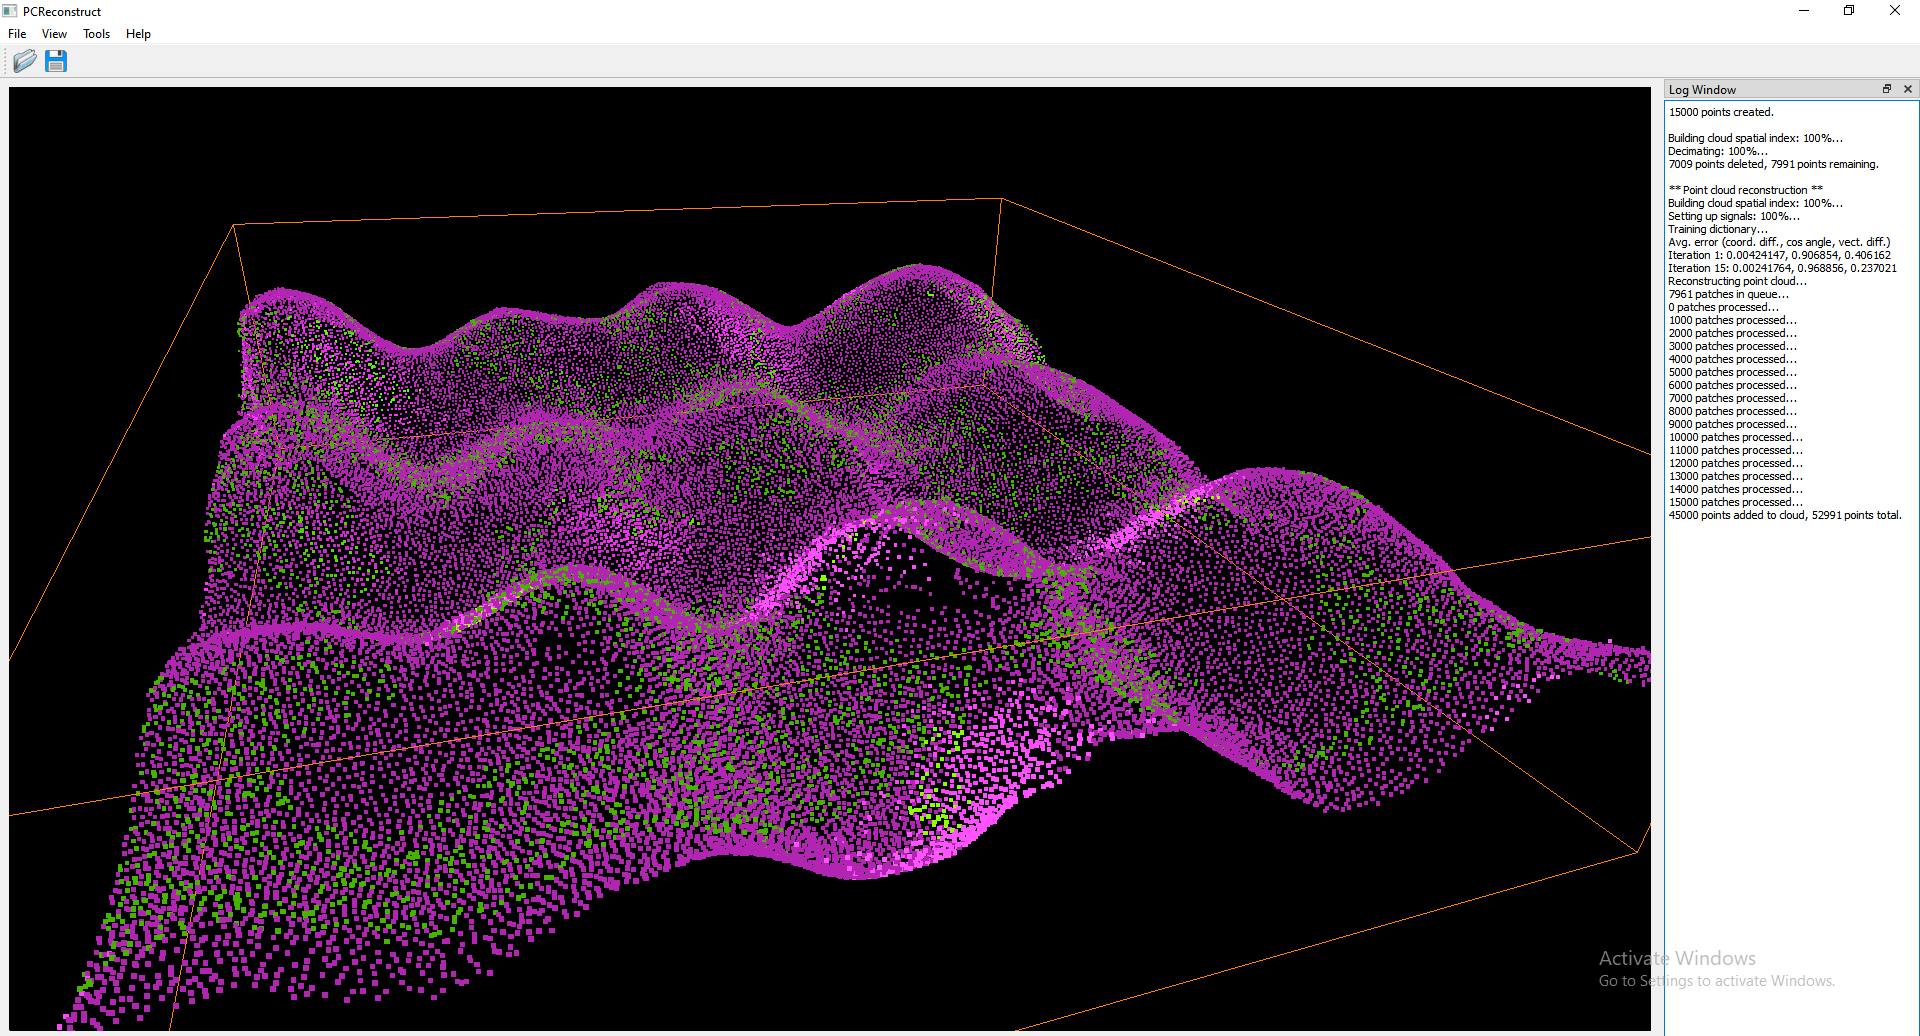 PCReconstruct
File View Tools Help
Log Window
15000 points created.
Building cloud spatial index: 100%...
Decimating: 100%...
7009 points deleted, 7991 points remaining.
** Point cloud reconstruction **
Building cloud spatial index: 100%...
Setting up signals: 100%...
Training dictionary...
Avg. error (coord. diff., cos angle, vect. diff.)
Iteration 1: 0.00424147, 0.906854, 0.406162
Iteration 15: 0.00241764, 0.968856, 0.237021
Reconstructing point cloud...
7961 patches in queue...
0 patches processed...
1000 patches processed...
2000 patches processed...
3000 patches processed...
4000 patches processed...
5000 patches processed...
6000 patches processed...
7000 patches processed...
8000 patches processed...
9000 patches processed...
10000 patches processed...
11000 patches processed...
12000 patches processed...
13000 patches processed...
14000 patches processed...
15000 patches processed...
45000 points added to cloud, 52991 points total.
Activate Windows
Go to Settings to activate Windows.